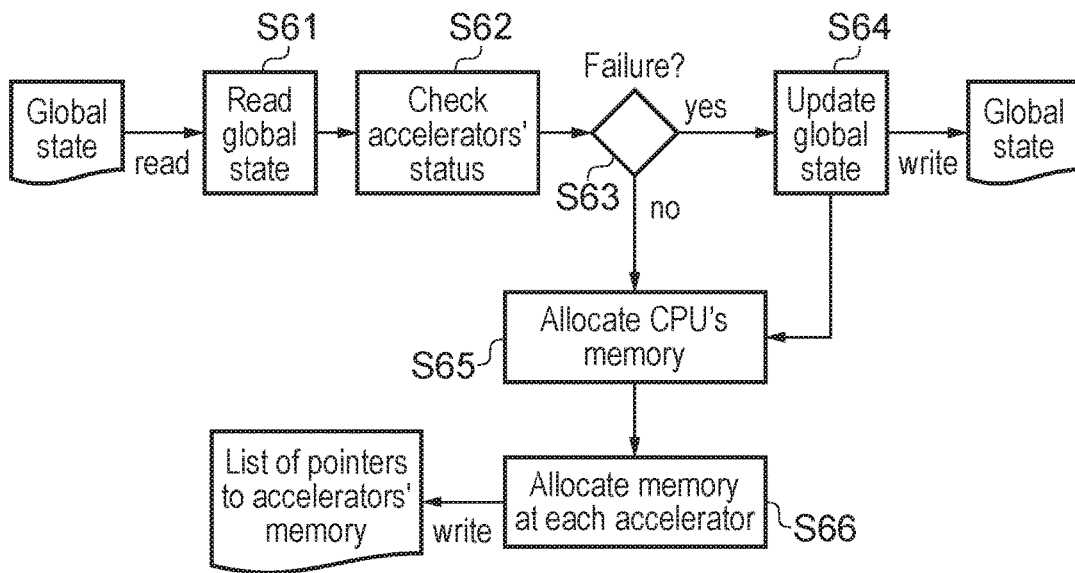 S61
S62
S64
Failure?
Global
state
read
Read
global
state
Check
accelerators'
status
S63
yes
no
Update
global
state
write
Global
state
Allocate CPU's
memory
S65
List of pointers
to accelerators'
memory
write
Allocate memory
at each accelerator
S66